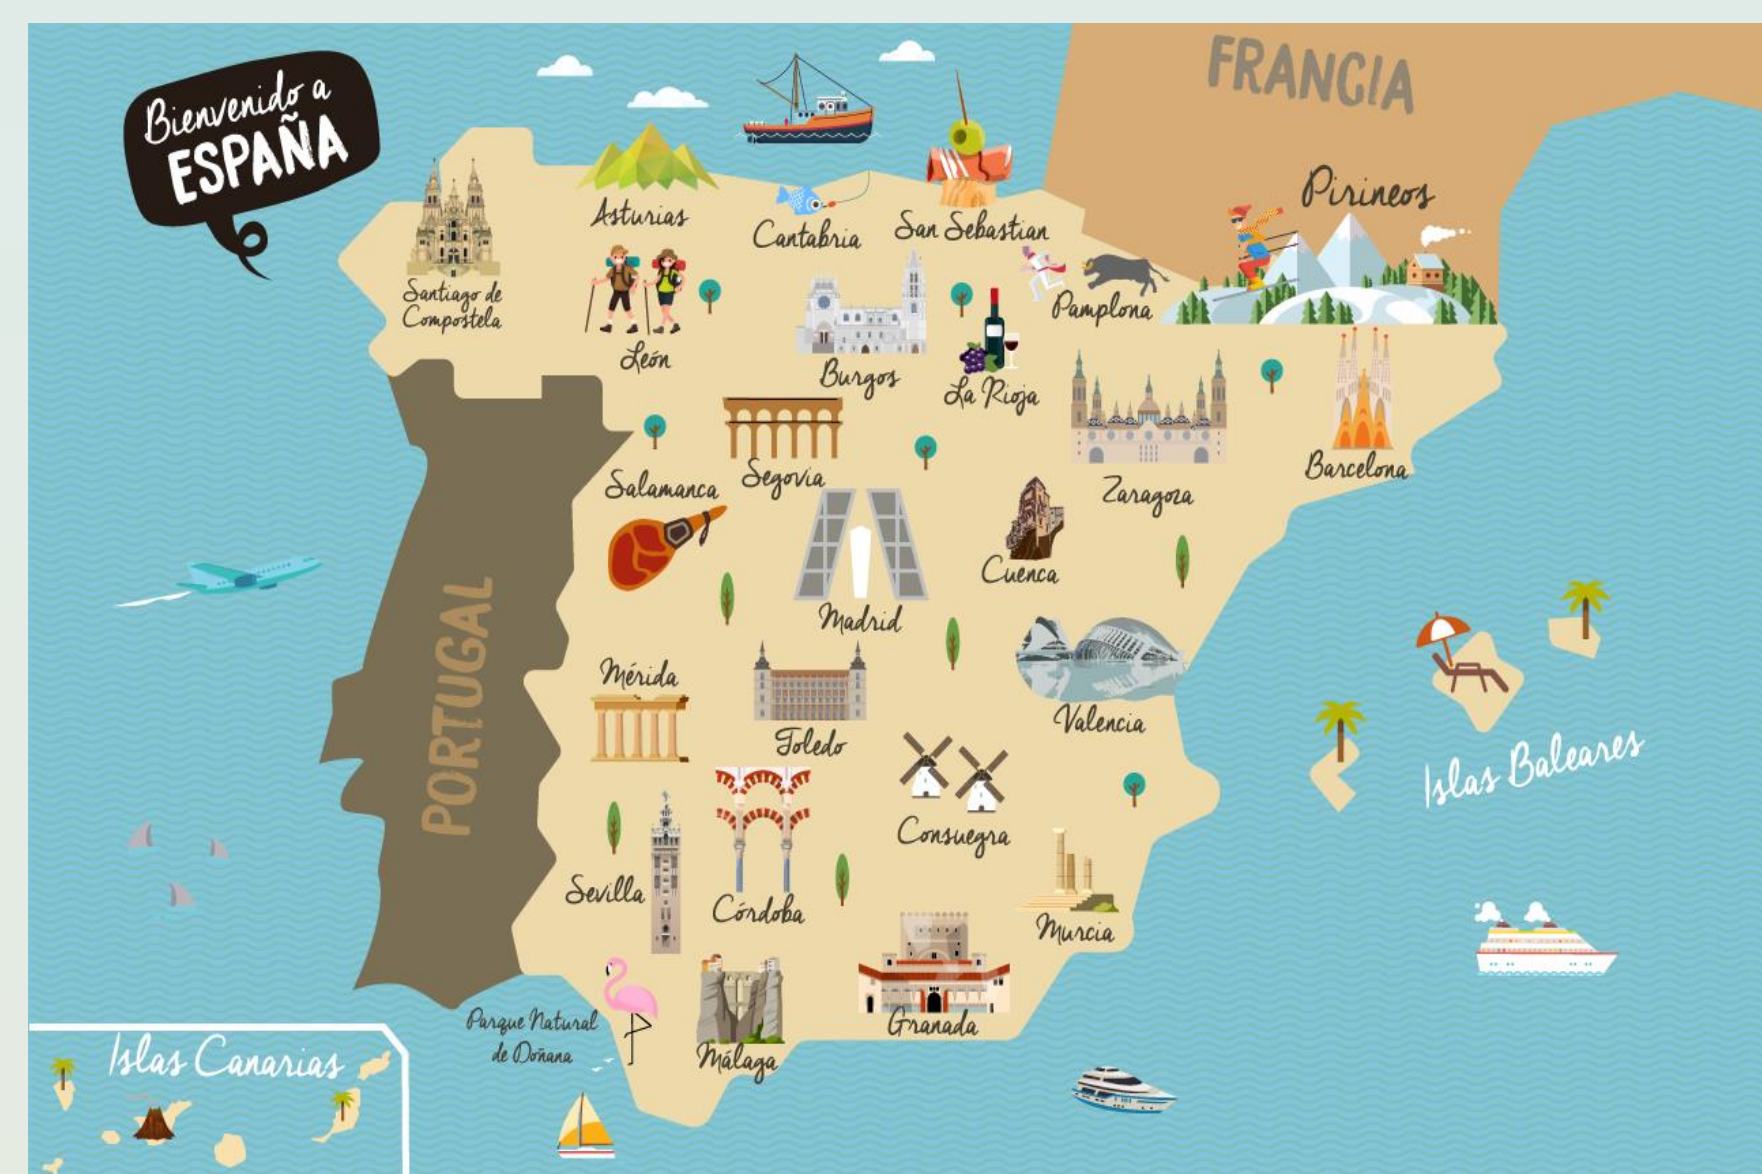 Bienvenido a
ESPAÑA
FRANCIA
Pirineos
Asturias
Cantabria
San Sebastian
Santiago de
Compostela
León
Burgos
La Rioja
Pamplona
Salamanca
Segovia
Zaragoza
Barcelona
Cuenca
Madrid
PORTUGAL
Mérida
Toledo
Valencia
Islas Baleares
Consuegra
Sevilla
Córdoba
Murcia
Parque Natural
de Doñana
Málaga
Granada
Islas Canarias